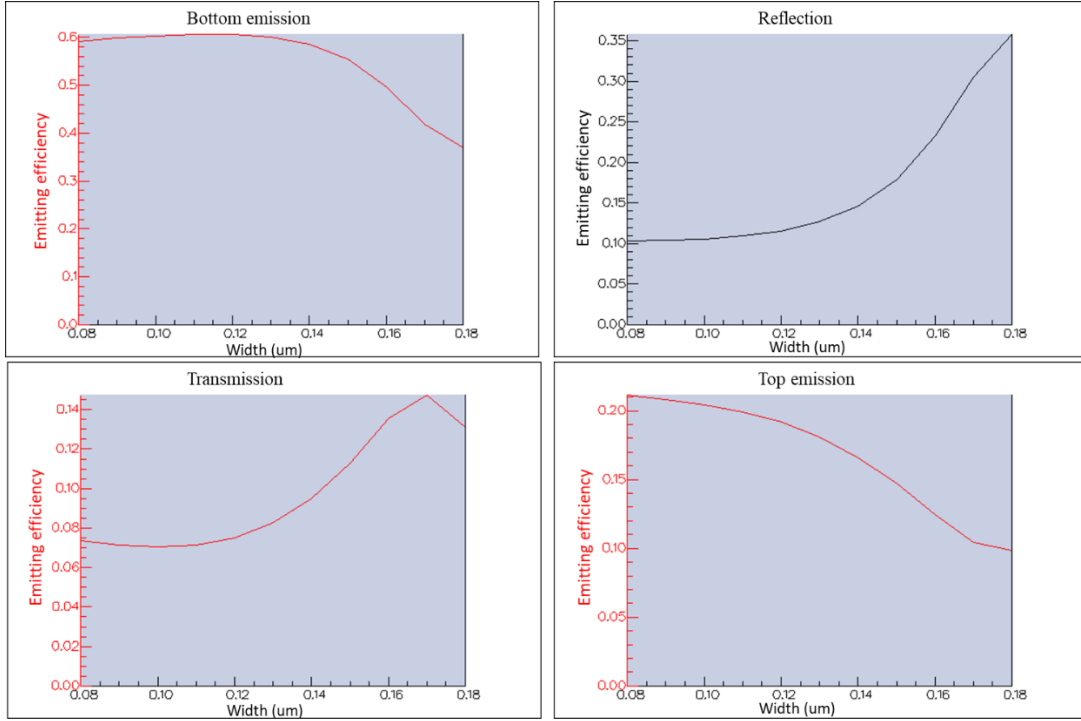 Bottom emission
Emitting efficiency
0.6
0.5
0.4
0.3
0.2
0.1
0.0
0.08 0.10 0.12 0.14 0.16 0.18
Width (um)
Reflection
Emitting efficiency
0.35
0.30
0.25
0.20
0.15
0.10
0.05
0.00
0.08 0.10 0.12 0.14 0.16 0.18
Width (um)
Transmission
Emitting efficiency
0.14
0.12
0.10
0.08
0.06
0.04
0.02
0.00
0.08 0.10 0.12 0.14 0.16 0.18
Width (um)
Top emission
Emitting efficiency
0.20
0.15
0.10
0.05
0.00
0.08 0.10 0.12 0.14 0.16 0.18
Width (um)